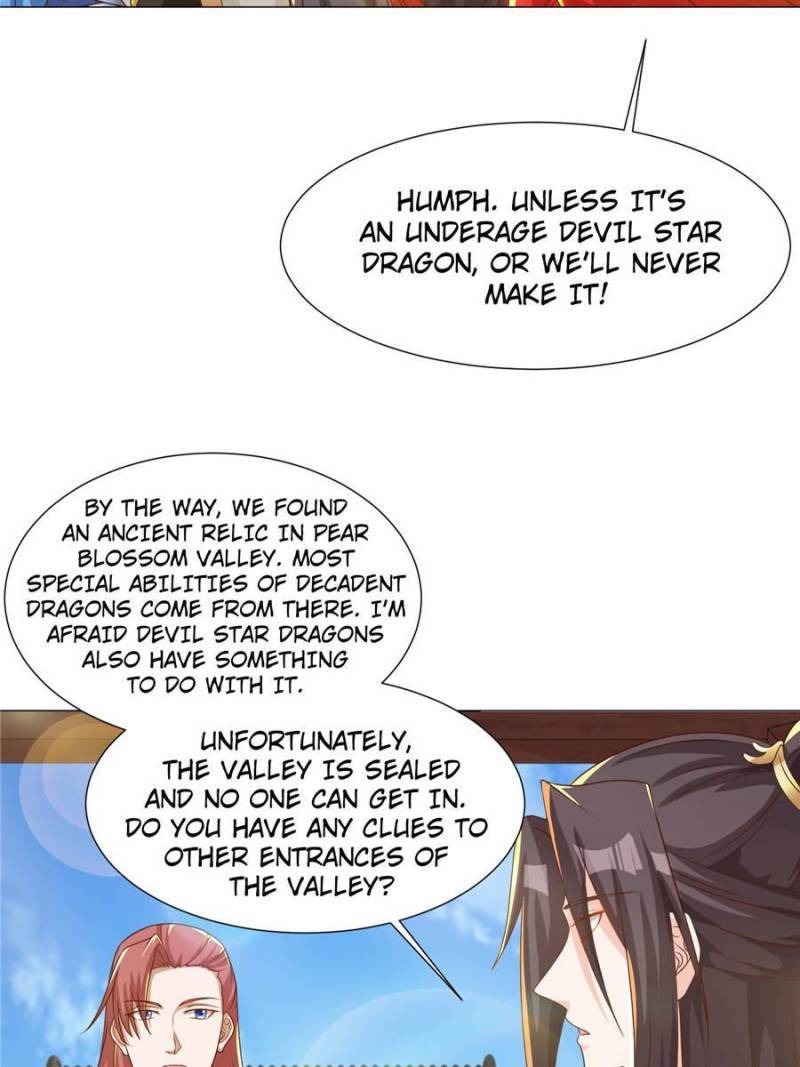 HUMPH. UNLESS IT'S
AN UNDERAGE DEVIL STAR
DRAGON, OR WE'LL NEVER
MAKE IT!
BY THE WAY, WE FOUND
AN ANCIENT RELIC IN PEAR
BLOSSOM VALLEY. MOST
SPECIAL ABILITIES OF DECADENT
DRAGONS COME FROM THERE. I'M
AFRAID DEVIL STAR DRAGONS
ALSO HAVE SOMETHING
TO DO WITH IT.
UNFORTUNATELY,
THE VALLEY IS SEALED
AND NO ONE CAN GET IN.
DO YOU HAVE ANY CLUES TO
OTHER ENTRANCES OF
THE VALLEY?